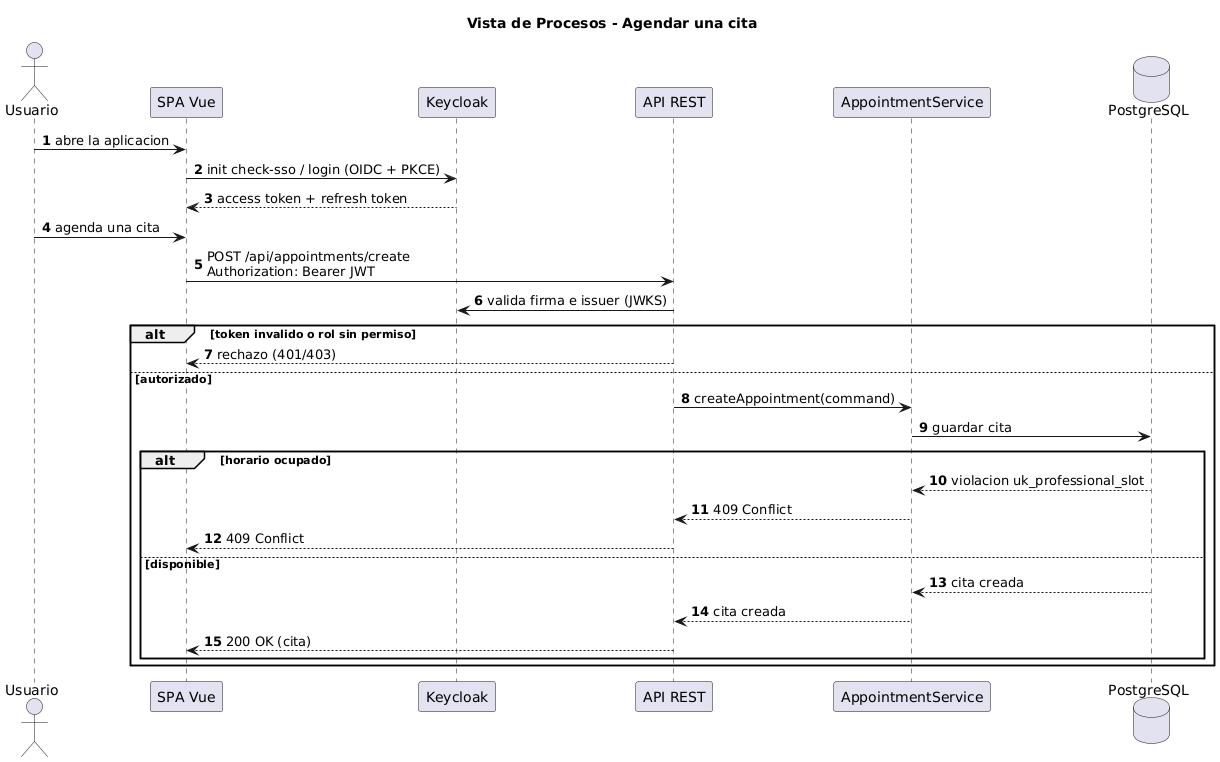 Vista de Procesos - Agendar una cita
Usuario
SPA Vue
Keycloak
API REST
AppointmentService
PostgreSQL
1 abre la aplicacion
2 init check-sso / login (OIDC + PKCE)
3 access token + refresh token
4 agenda una cita
5 POST /api/appointments/create
Authorization: Bearer JWT
6 valida firma e issuer (JWKS)
alt [token invalido o rol sin permiso]
7 rechazo (401/403)
[autorizado]
8 createAppointment(command)
9 guardar cita
alt [horario ocupado]
10 violacion uk_professional_slot
11 409 Conflict
12 409 Conflict
[disponible]
13 cita creada
14 cita creada
15 200 OK (cita)
Usuario
SPA Vue
Keycloak
API REST
AppointmentService
PostgreSQL